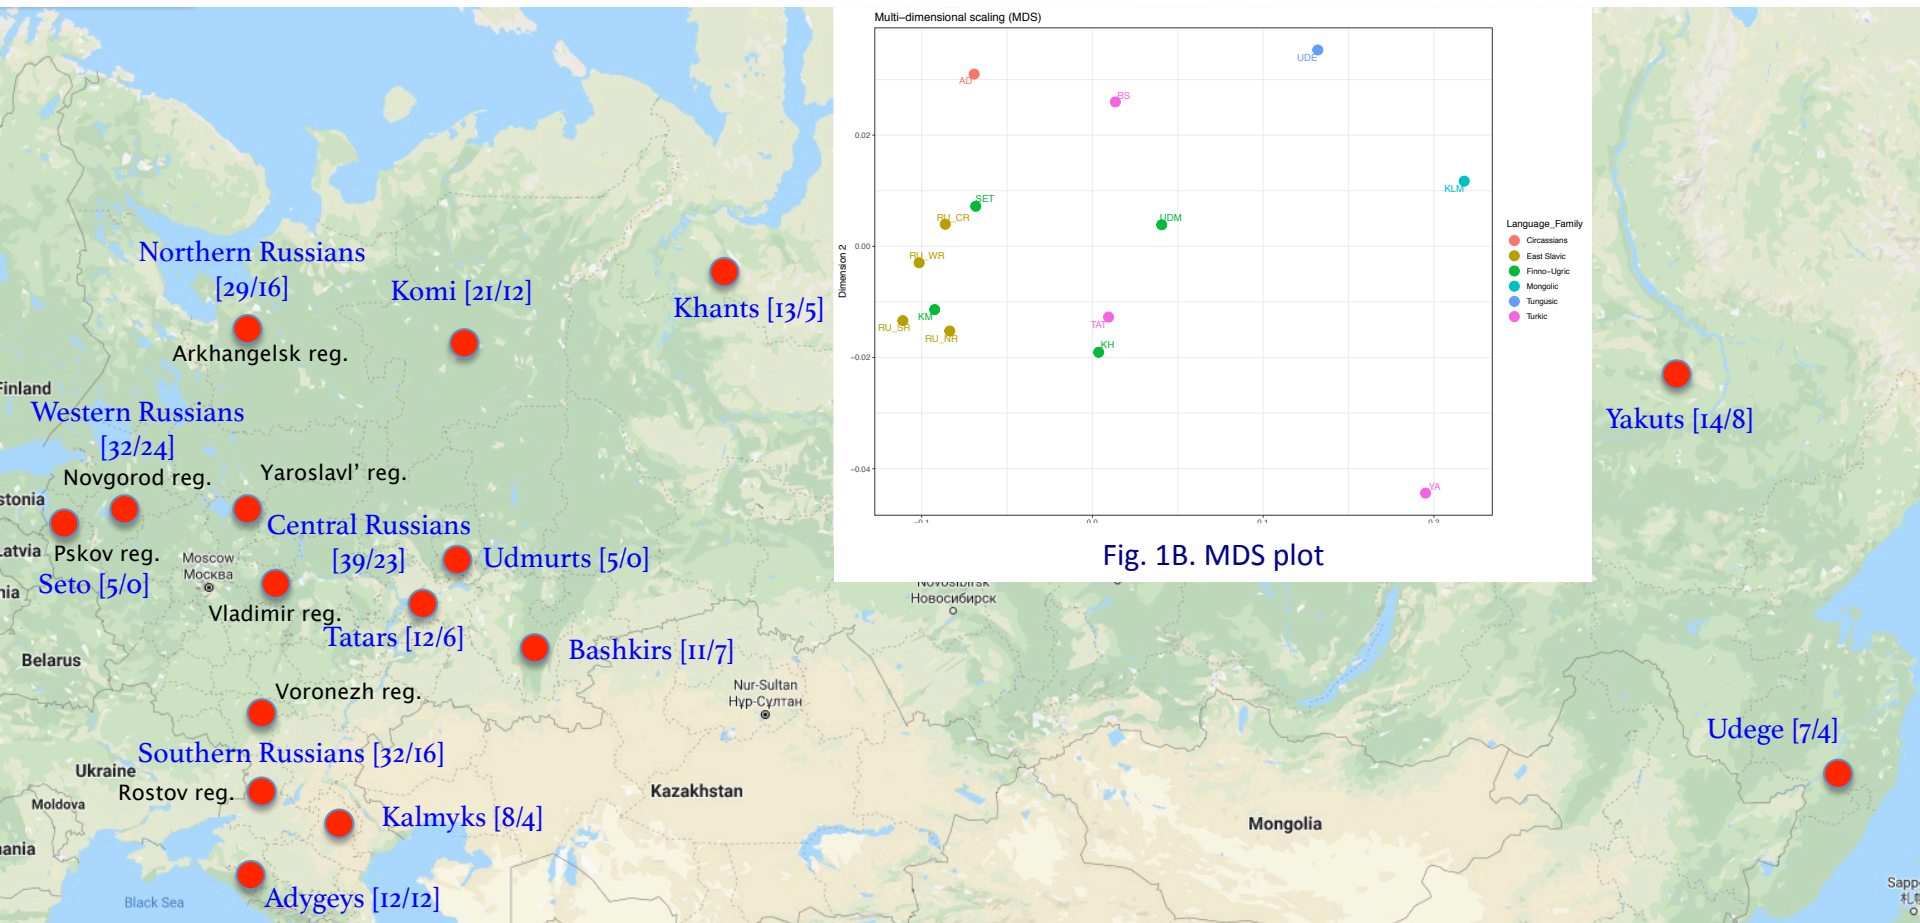 Multi-dimensional scaling (MDS)
AD
UDE
BS
0.02
KLM
SET
RU_CR
UDM
Language_Family
Circassians
East Slavic
Finno-Ugric
Mongolic
Tungusic
Turkic
0.00
Dimension 2
RU_WR
KM
RU_SR
RU_NR
TAT
KH
-0.02
-0.04
YA
Fig. 1B. MDS plot
Northern Russians
[29/16]
Arkhangelsk reg.
Komi [21/12]
Khants [13/5]
Finland
Western Russians
[32/24]
Novgorod reg.
Yaroslavl' reg.
Yakuts [14/8]
stonia
Central Russians
[39/23]
Udmurts [5/0]
atvia
Pskov reg.
Seto [5/0]
nia
Moscow
Москва
Vladimir reg.
Новосибирск
Tatars [12/6]
Bashkirs [11/7]
Belarus
Nur-Sultan
Нұр-Сұлтан
Voronezh reg.
Udege [7/4]
Southern Russians [32/16]
Ukraine
Rostov reg.
Moldova
Kazakhstan
Kalmyks [8/4]
Mongolia
ania
Black Sea
Adygeys [12/12]
Sapp